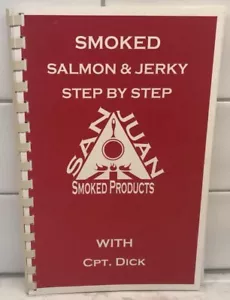 SMOKED
SALMON & JERKY
STEP BY STEP
SAN JUAN
SMOKED PRODUCTS
WITH
CPT. DICK